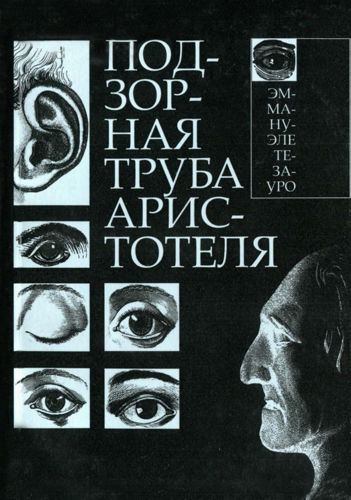 ПОД-
ЗОР-
НАЯ
ТРУБА
АРИС-
ТОТЕЛЯ
ЭМ-
МА-
НУ-
ЭЛЕ
ТЕ-
ЗА-
УРО